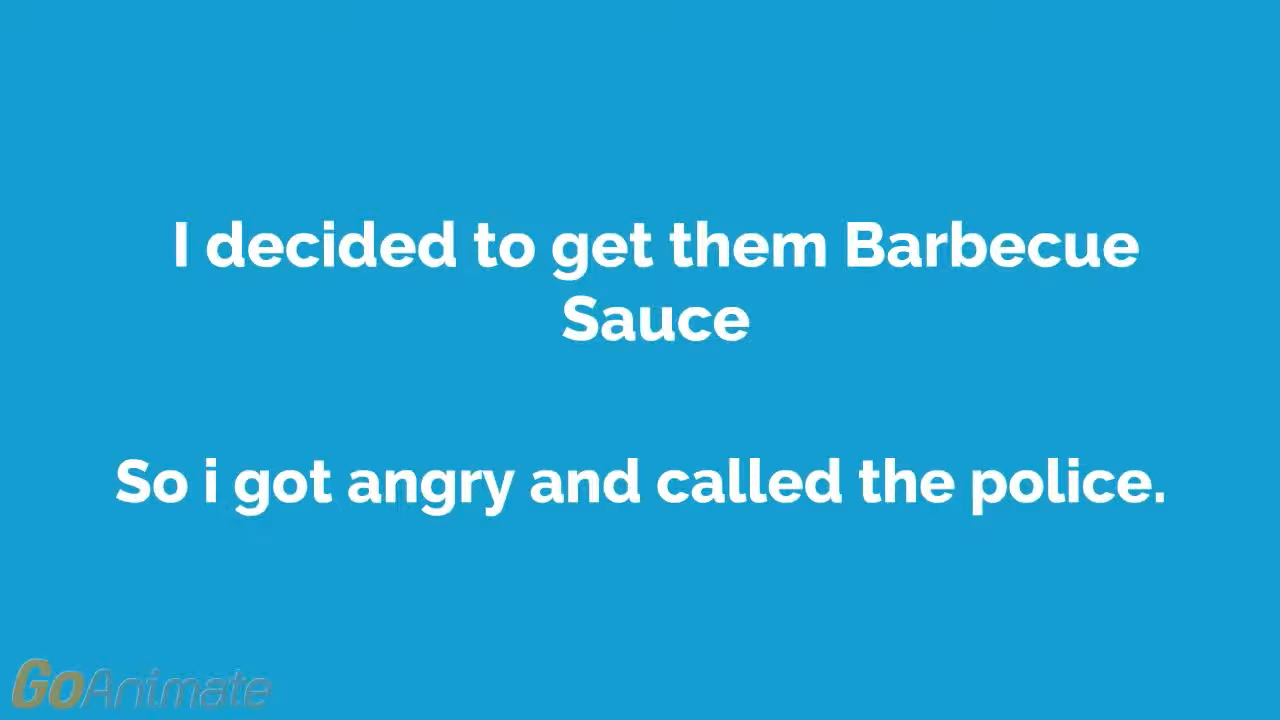 I decided to get them Barbecue
Sauce
So i got angry and called the police.
GoAnimate